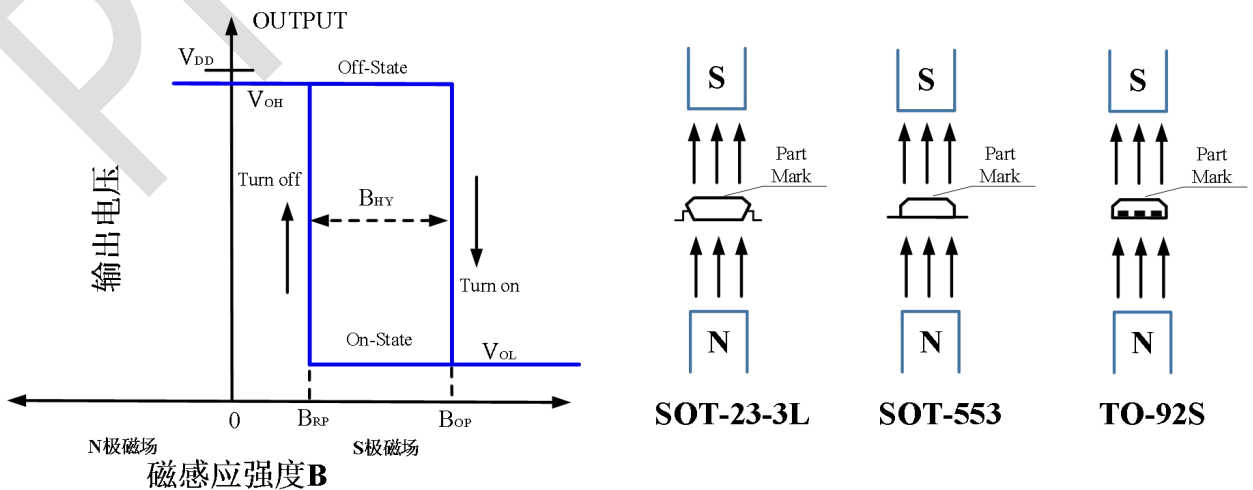 OUTPUT
VDD
Off-State
VOH
Turn off
BHY
输出电压
Turn on
On-State
VOL
0
BRP
BOP
N极磁场
S极磁场
磁感应强度B
S
Part
Mark
N
SOT-23-3L
S
Part
Mark
N
SOT-553
S
Part
Mark
N
TO-92S